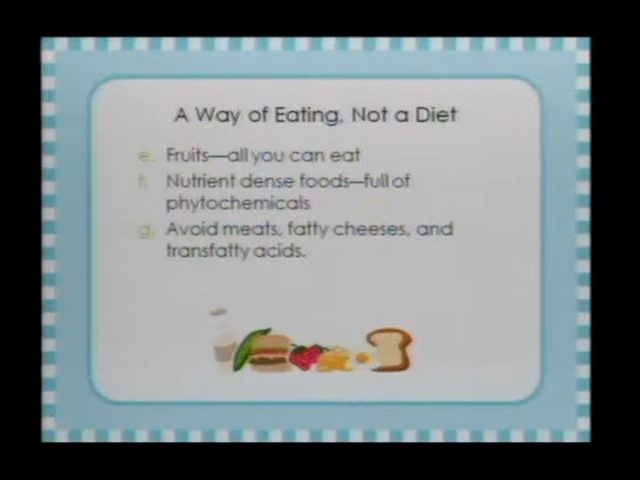 A Way of Eating, Not a Diet
e. Fruits—all you can eat
f. Nutrient dense foods—full of
phytochemicals
g. Avoid meats, fatty cheeses, and
transfatty acids.